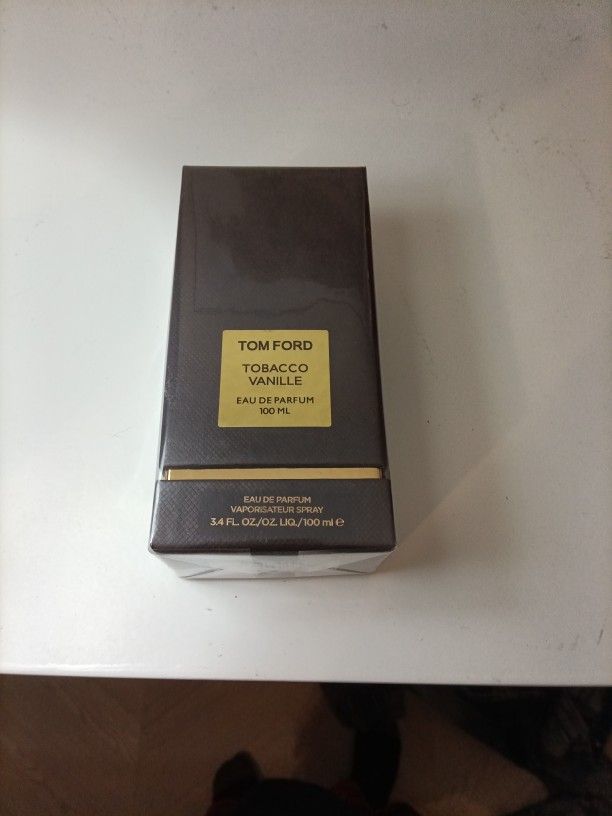 TOM FORD
TOBACCO
VANILLE
EAU DE PARFUM
100 ML
EAU DE PARFUM
VAPORISATEUR SPRAY
3.4 FL. OZ./OZ. LIQ./100 ml ℮